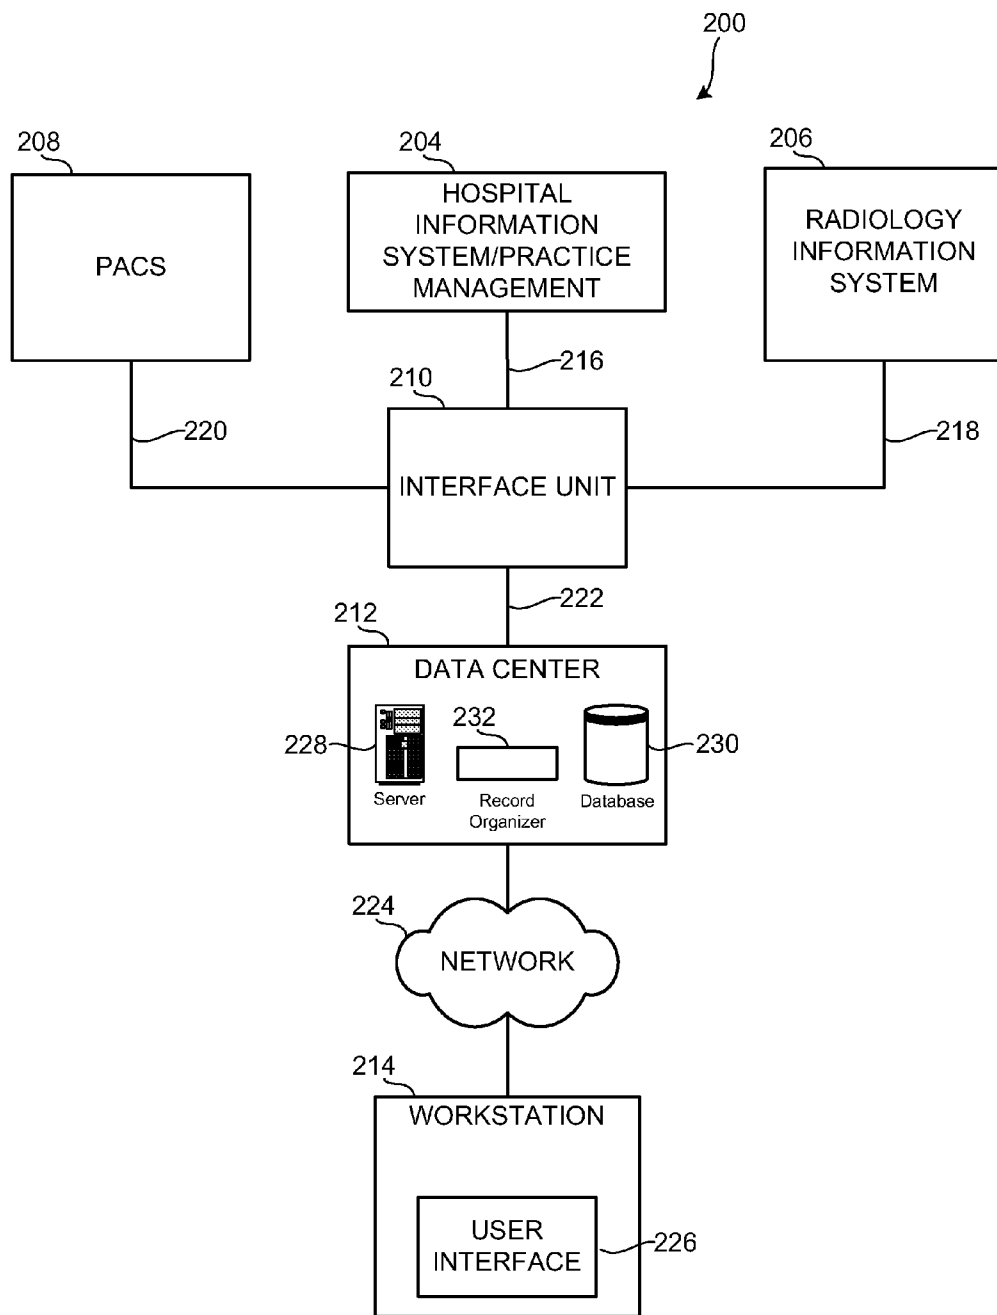 200
208
204
206
PACS
HOSPITAL
INFORMATION
SYSTEM/PRACTICE
MANAGEMENT
RADIOLOGY
INFORMATION
SYSTEM
216
210
220
218
INTERFACE UNIT
222
212
DATA CENTER
228
232
230
Server
Record
Organizer
Database
224
NETWORK
214
WORKSTATION
USER
INTERFACE
226